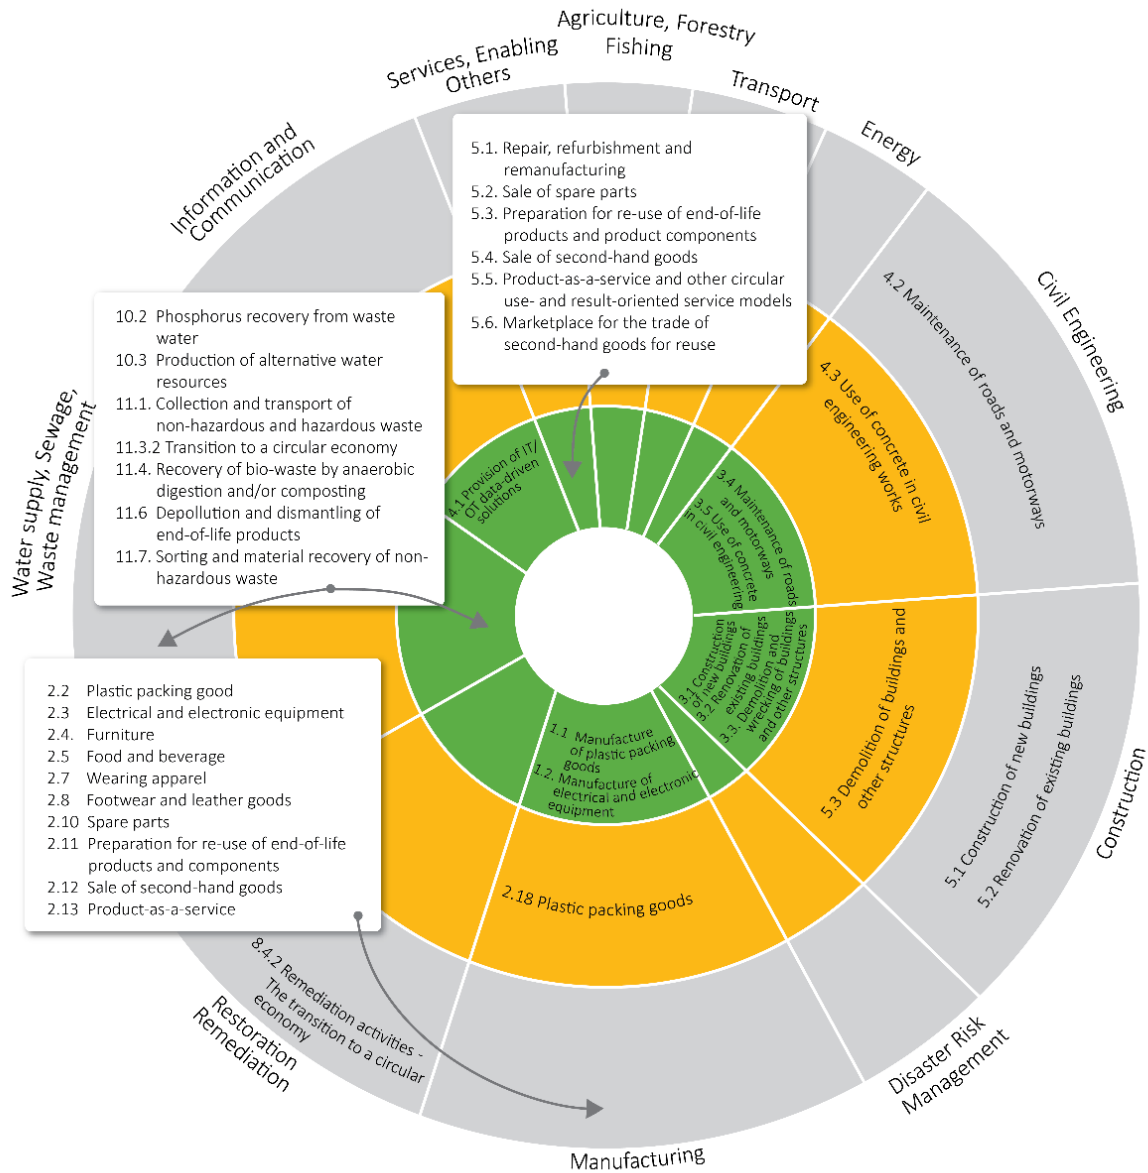 Agriculture, Forestry
Fishing
Services, Enabling
Others
Transport
Energy
Information and
Communication
Civil Engineering
Water supply, Sewage,
Waste management
Construction
Restoration
Remediation
Disaster Risk
Management
Manufacturing
5.1. Repair, refurbishment and
remanufacturing
5.2. Sale of spare parts
5.3. Preparation for re-use of end-of-life
products and product components
5.4. Sale of second-hand goods
5.5. Product-as-a-service and other circular
use- and result-oriented service models
5.6. Marketplace for the trade of
second-hand goods for reuse
10.2 Phosphorus recovery from waste
water
10.3 Production of alternative water
resources
11.1. Collection and transport of
non-hazardous and hazardous waste
11.3.2 Transition to a circular economy
11.4. Recovery of bio-waste by anaerobic
digestion and/or composting
11.6 Depollution and dismantling of
end-of-life products
11.7. Sorting and material recovery of non-
hazardous waste
2.2 Plastic packing good
2.3 Electrical and electronic equipment
2.4. Furniture
2.5 Food and beverage
2.7 Wearing apparel
2.8 Footwear and leather goods
2.10 Spare parts
2.11 Preparation for re-use of end-of-life
products and components
2.12 Sale of second-hand goods
2.13 Product-as-a-service
4.2 Maintenance of roads and motorways
4.3 Use of concrete in civil
engineering works
4.1 Provision of IT/
OT data-driven
solutions
3.4 Maintenance of roads
and motorways
3.5 Use of concrete
in civil engineering
3.1 Construction
of new buildings
3.2 Renovation of
existing buildings
3.3. Demolition and
wrecking of buildings
and other structures
5.3 Demolition of buildings and
other structures
5.1 Construction of new buildings
5.2 Renovation of existing buildings
1.1 Manufacture
of plastic packing
goods
1.2. Manufacture of
electrical and electronic
equipment
2.18 Plastic packing goods
8.4.2 Remediation activities -
The transition to a circular
economy